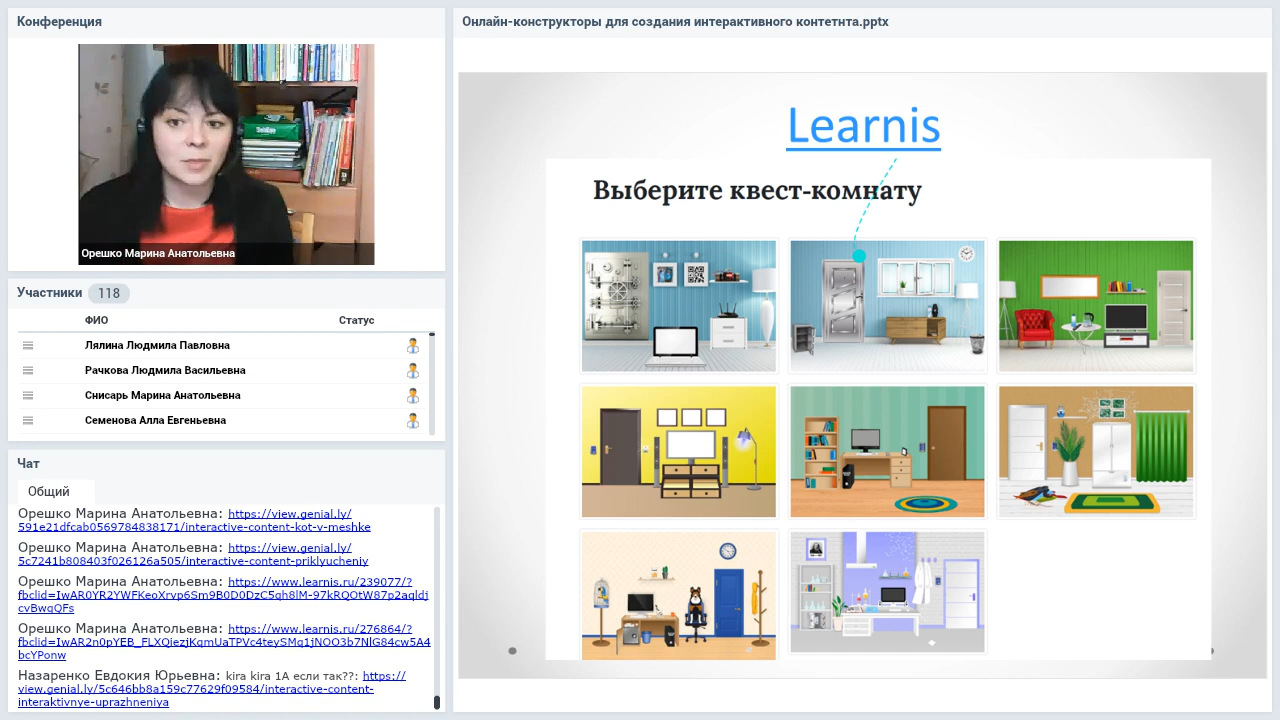 Конференция
Орешко Марина Анатольевна
Участники 118
ФИО Статус
Лялина Людмила Павловна
Рачкова Людмила Васильевна
Снисарь Марина Анатольевна
Семенова Алла Евгеньевна
Чат
Общий
Орешко Марина Анатольевна: https://view.genial.ly/
591e21dfcab0569784838171/interactive-content-kot-v-meshke
Орешко Марина Анатольевна: https://view.genial.ly/
5c7241b808403f026126a505/interactive-content-priklyucheniy
Орешко Марина Анатольевна: https://www.learnis.ru/239077/?
fbclid=IwAR0YR2YWFKeoXrvp6Sm9B0D0DzC5qh8lM-97kRQOtW87p2aqldj
cvBwgQFs
Орешко Марина Анатольевна: https://www.learnis.ru/276864/?
fbclid=IwAR2n0pYEB_FLXQiezjKqmUaTPVc4teySMq1jNOO3b7NlG84cw5A4
bcYPonw
Назаренко Евдокия Юрьевна: kira kira 1А если так??: https://
view.genial.ly/5c646bb8a159c77629f09584/interactive-content-
interaktivnye-uprazhneniya
Онлайн-конструкторы для создания интерактивного контетнта.pptx
Learnis
Выберите квест-комнату